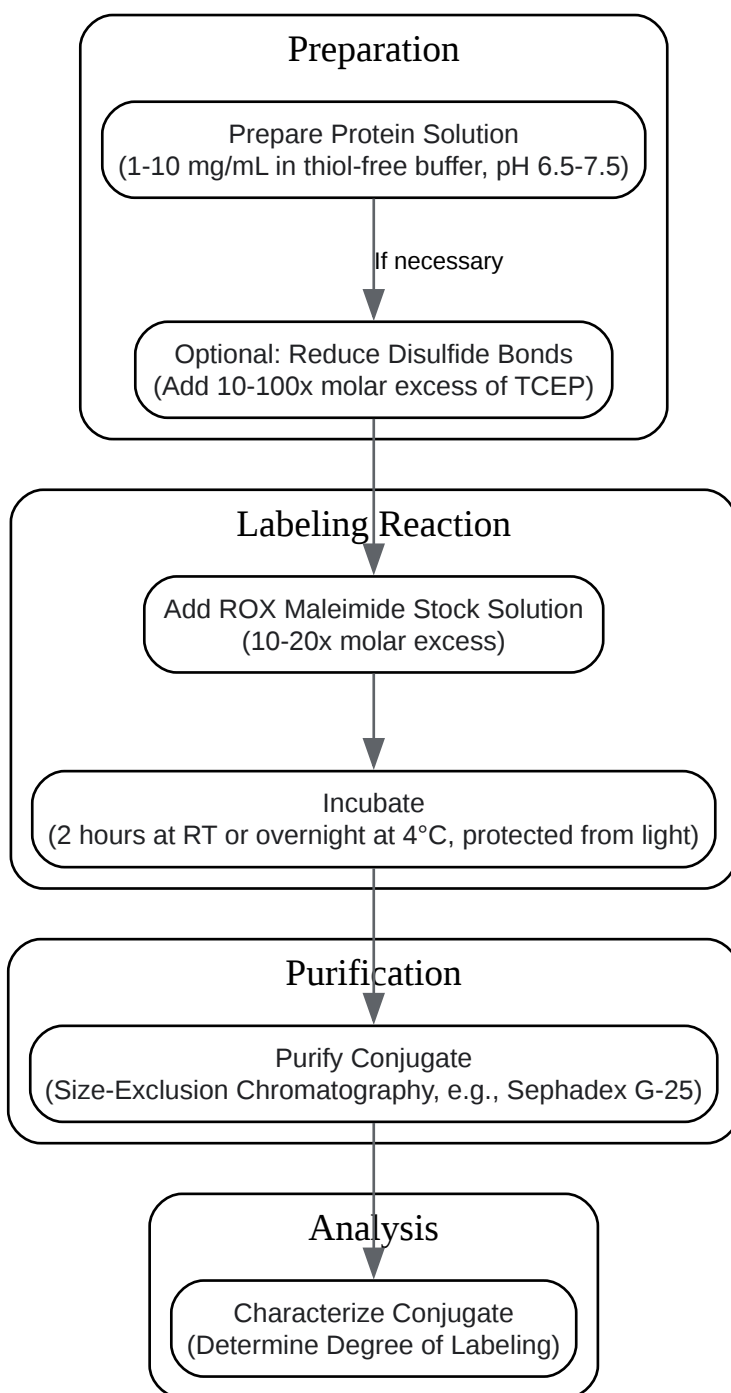 Preparation
Prepare Protein Solution
(1-10 mg/mL in thiol-free buffer, pH 6.5-7.5)
If necessary
Optional: Reduce Disulfide Bonds
(Add 10-100x molar excess of TCEP)
Labeling Reaction
Add ROX Maleimide Stock Solution
(10-20x molar excess)
Incubate
(2 hours at RT or overnight at 4°C, protected from light)
Purification
Purify Conjugate
(Size-Exclusion Chromatography, e.g., Sephadex G-25)
Analysis
Characterize Conjugate
(Determine Degree of Labeling)